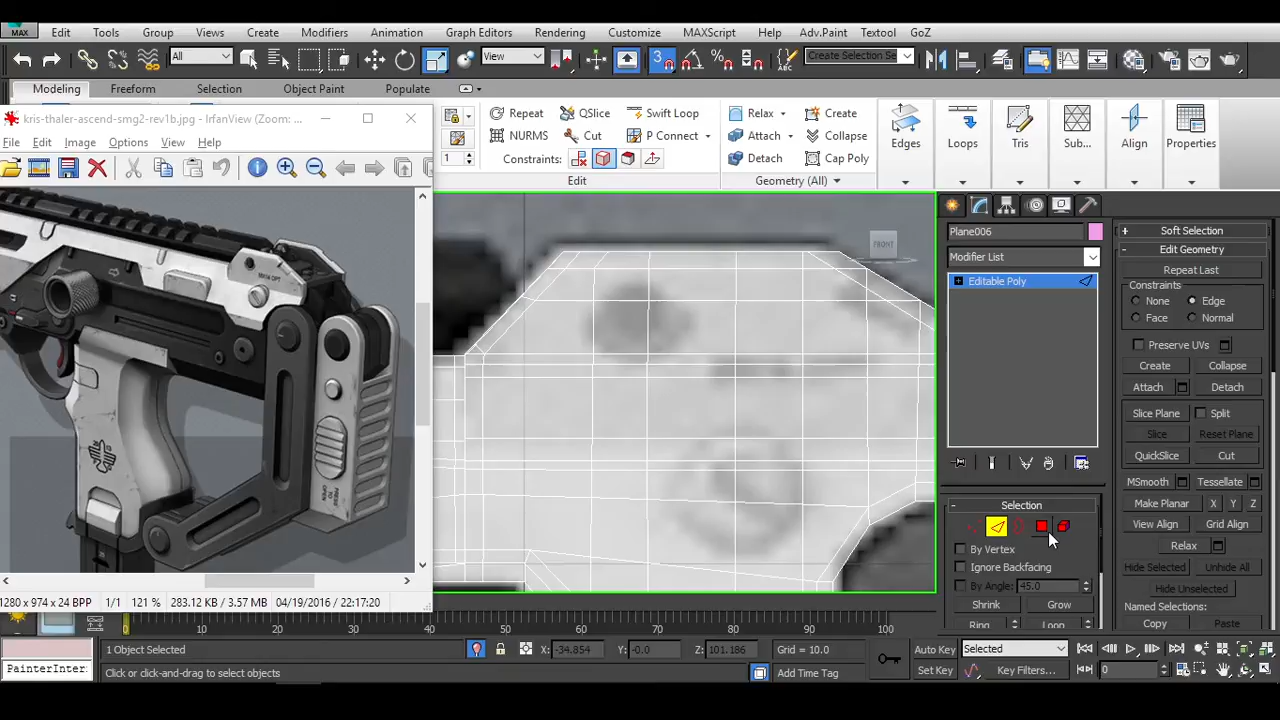 MAX Edit Tools Group Views Create Modifiers Animation Graph Editors Rendering Customize MAXScript Help Adv.Paint Textool GoZ
All View 3 Create Selection Se
Modeling Freeform Selection Object Paint Populate
kris-thaler-ascend-smg2-rev1b.jpg - IrfanView (Zoom: ...
File Edit Image Options View Help
Repeat QSlice Swift Loop Relax Create
NURMS Cut P Connect Attach Collapse Edges Loops Tris Sub... Align Properties
1 Constraints: Detach Cap Poly
Edit Geometry (All)
FRONT
Plane006
Modifier List
Editable Poly
Selection
By Vertex
Ignore Backfacing
By Angle: 45.0
Shrink Grow
Ring Loop
Soft Selection
Edit Geometry
Repeat Last
Constraints
None Edge
Face Normal
Preserve UVs
Create Collapse
Attach Detach
Slice Plane Split
Slice Reset Plane
QuickSlice Cut
MSmooth Tessellate
Make Planar X Y Z
View Align Grid Align
Relax
Hide Selected Unhide All
Hide Unselected
Named Selections:
Copy Paste
1280 x 974 x 24 BPP 1/1 121 % 283.12 KB / 3.57 MB 04/19/2016 / 22:17:20
0 10 20 30 40 50 60 70 80 90 100
1 Object Selected X: -34.854 Y: -0.0 Z: 101.186 Grid = 10.0 Auto Key Selected
PainterInter Click or click-and-drag to select objects Add Time Tag Set Key Key Filters... 0